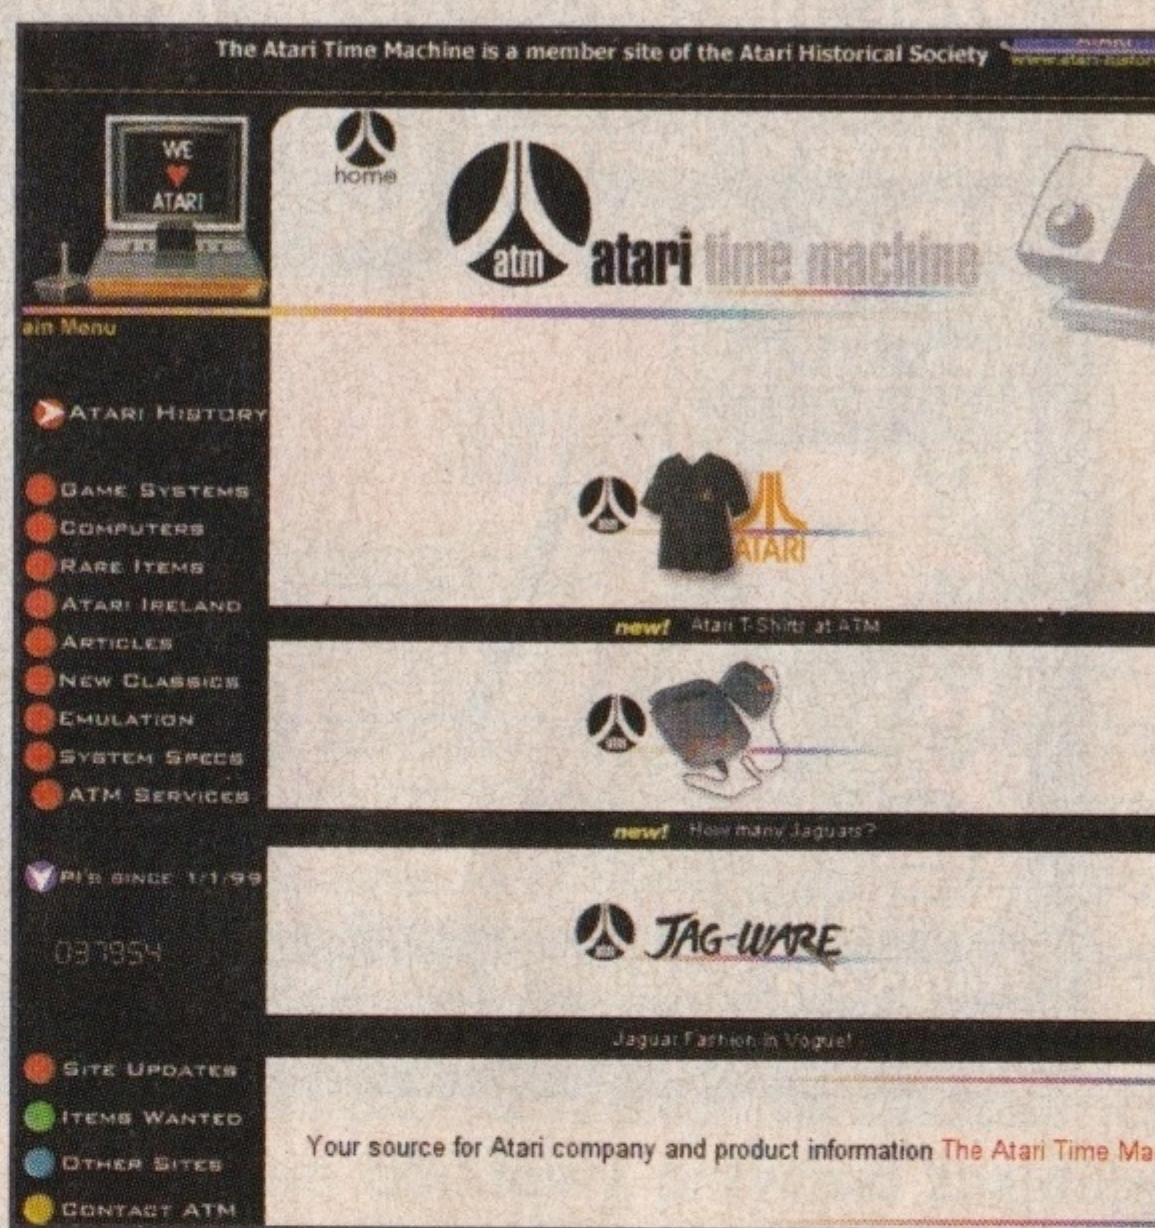 The Atari Time Machine is a member site of the Atari Historical Society
WE
♥
ATARI
home
atm
atari time machine
ain Menu
ATARI HISTORY
GAME SYSTEMS
COMPUTERS
RARE ITEMS
ATARI IRELAND
ARTICLES
NEW CLASSICS
EMULATION
SYSTEM SPECS
ATM SERVICES
PI'S SINCE 1/1/99
037954
SITE UPDATES
ITEMS WANTED
OTHER SITES
CONTACT ATM
atm
ATARI
new! Atari T-Shirts at ATM
atm
new! How many Jaguars?
atm
JAG-WARE
Jaguar Fashion in Vogue!
Your source for Atari company and product information The Atari Time Ma